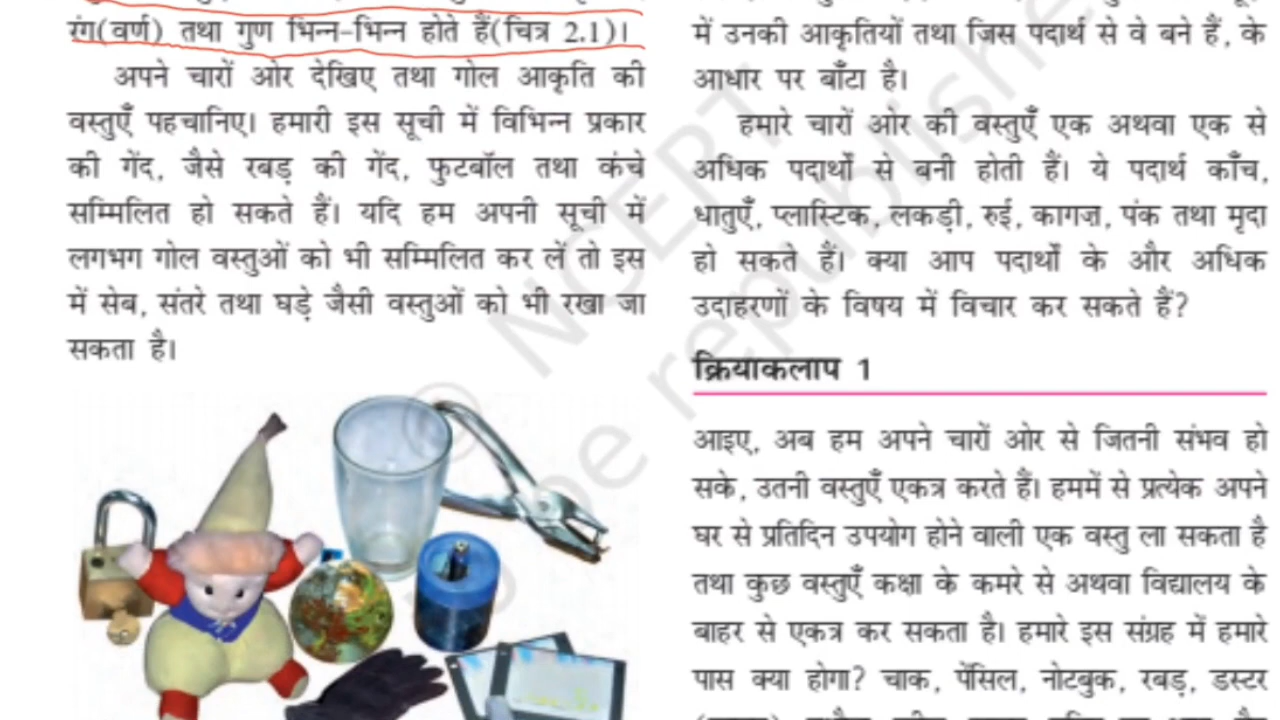 रंग(वर्ण) तथा गुण भिन्न-भिन्न होते हैं(चित्र 2.1)।
अपने चारों ओर देखिए तथा गोल आकृति की
वस्तुएँ पहचानिए। हमारी इस सूची में विभिन्न प्रकार
की गेंद, जैसे रबड़ की गेंद, फुटबॉल तथा कंचे
सम्मिलित हो सकते हैं। यदि हम अपनी सूची में
लगभग गोल वस्तुओं को भी सम्मिलित कर लें तो इस
में सेब, संतरे तथा घड़े जैसी वस्तुओं को भी रखा जा
सकता है।
में उनकी आकृतियों तथा जिस पदार्थ से वे बने हैं, के
आधार पर बाँटा है।
हमारे चारों ओर की वस्तुएँ एक अथवा एक से
अधिक पदार्थों से बनी होती हैं। ये पदार्थ काँच,
धातुएँ, प्लास्टिक, लकड़ी, रुई, कागज़, पंक तथा मृदा
हो सकते हैं। क्या आप पदार्थों के और अधिक
उदाहरणों के विषय में विचार कर सकते हैं?
क्रियाकलाप 1
आइए, अब हम अपने चारों ओर से जितनी संभव हो
सके, उतनी वस्तुएँ एकत्र करते हैं। हममें से प्रत्येक अपने
घर से प्रतिदिन उपयोग होने वाली एक वस्तु ला सकता है
तथा कुछ वस्तुएँ कक्षा के कमरे से अथवा विद्यालय के
बाहर से एकत्र कर सकता है। हमारे इस संग्रह में हमारे
पास क्या होगा? चाक, पेंसिल, नोटबुक, रबड़, डस्टर
© NCERT
be republishe